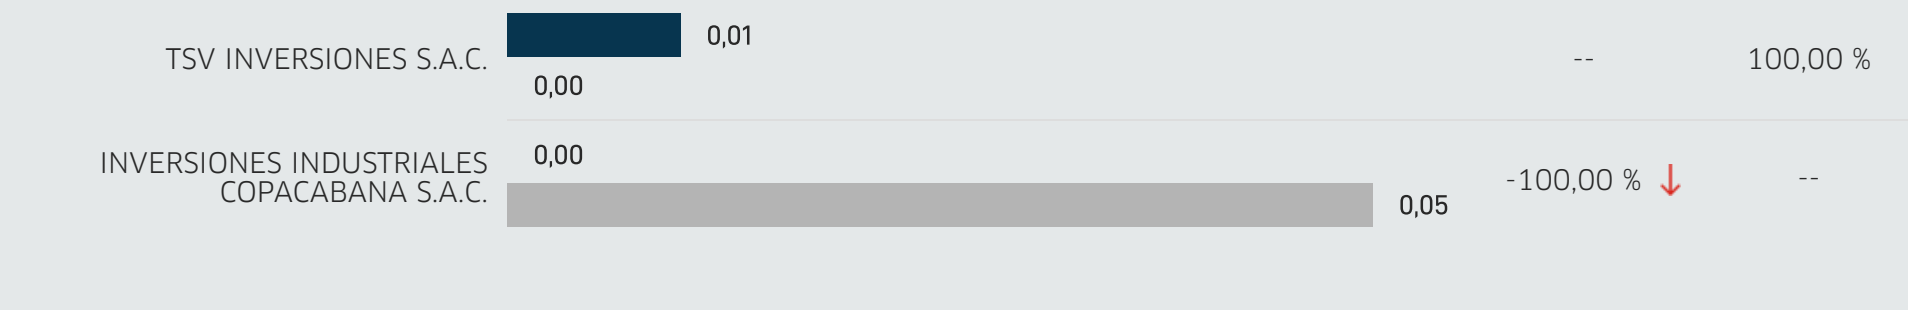 0,01
TSV INVERSIONES S.A.C.
-- 100,00 %
0,00
0,00
INVERSIONES INDUSTRIALES
COPACABANA S.A.C.
-100,00 % ↓ --
0,05